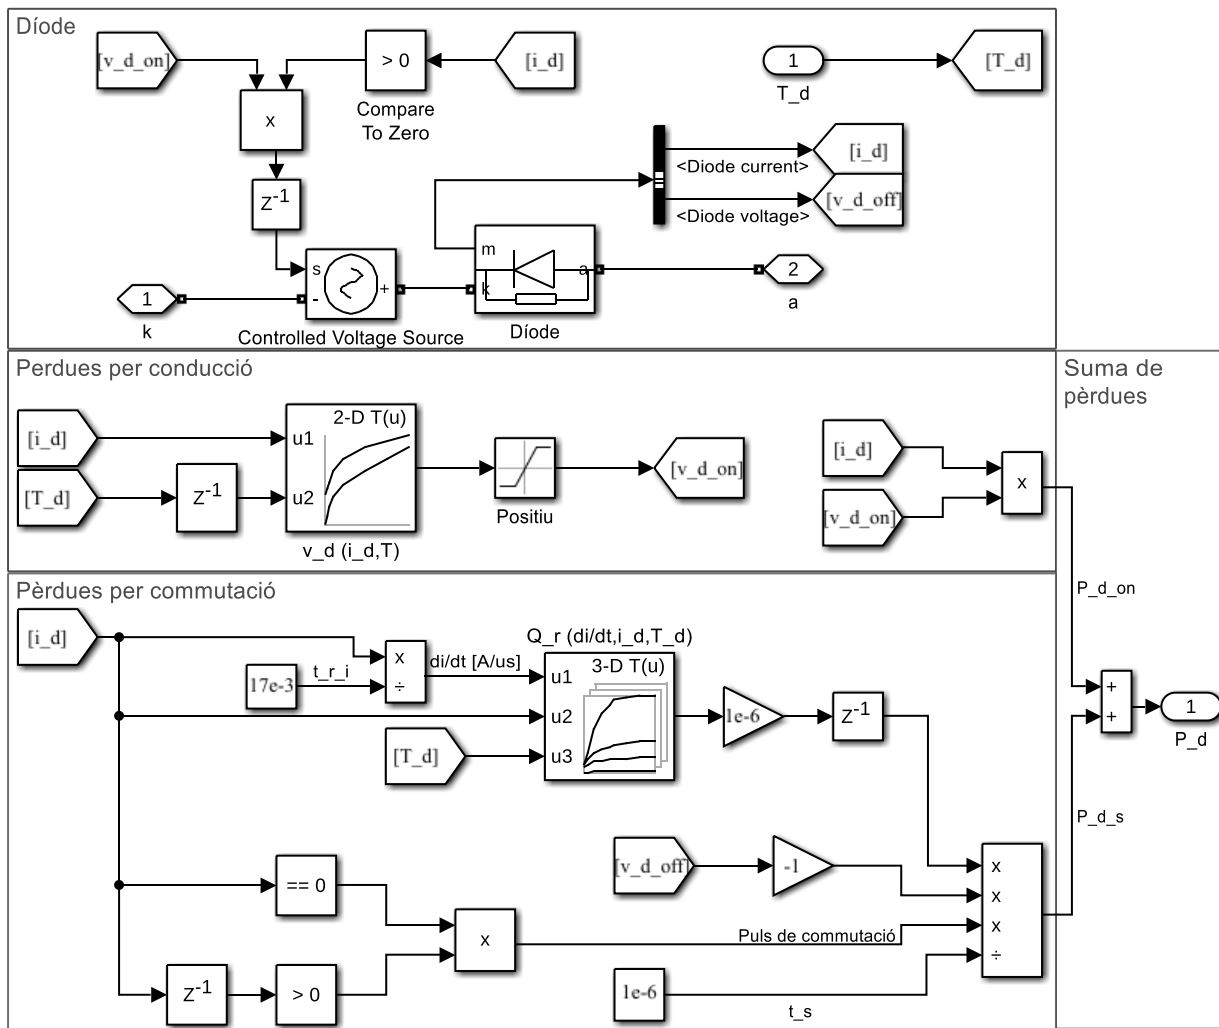 Díode
[v_d_on]
> 0
[i_d]
1
[T_d]
T_d
Compare
To Zero
x
<Diode current>
[i_d]
Z-1
<Diode voltage>
[v_d_off]
s
-
+
m
k
a
1
k
2
a
Controlled Voltage Source
Díode
Perdues per conducció
Suma de
pèrdues
[i_d]
[T_d]
Z-1
2-D T(u)
u1
u2
v_d (i_d,T)
Positiu
[v_d_on]
[i_d]
[v_d_on]
x
Pèrdues per commutació
P_d_on
[i_d]
17e-3
t_r_i
x
÷
di/dt [A/us]
Q_r (di/dt,i_d,T_d)
3-D T(u)
u1
u2
u3
[T_d]
1e-6
Z-1
+
+
1
P_d
P_d_s
[v_d_off]
-1
== 0
x
Puls de commutació
x
x
x
÷
Z-1
> 0
1e-6
t_s